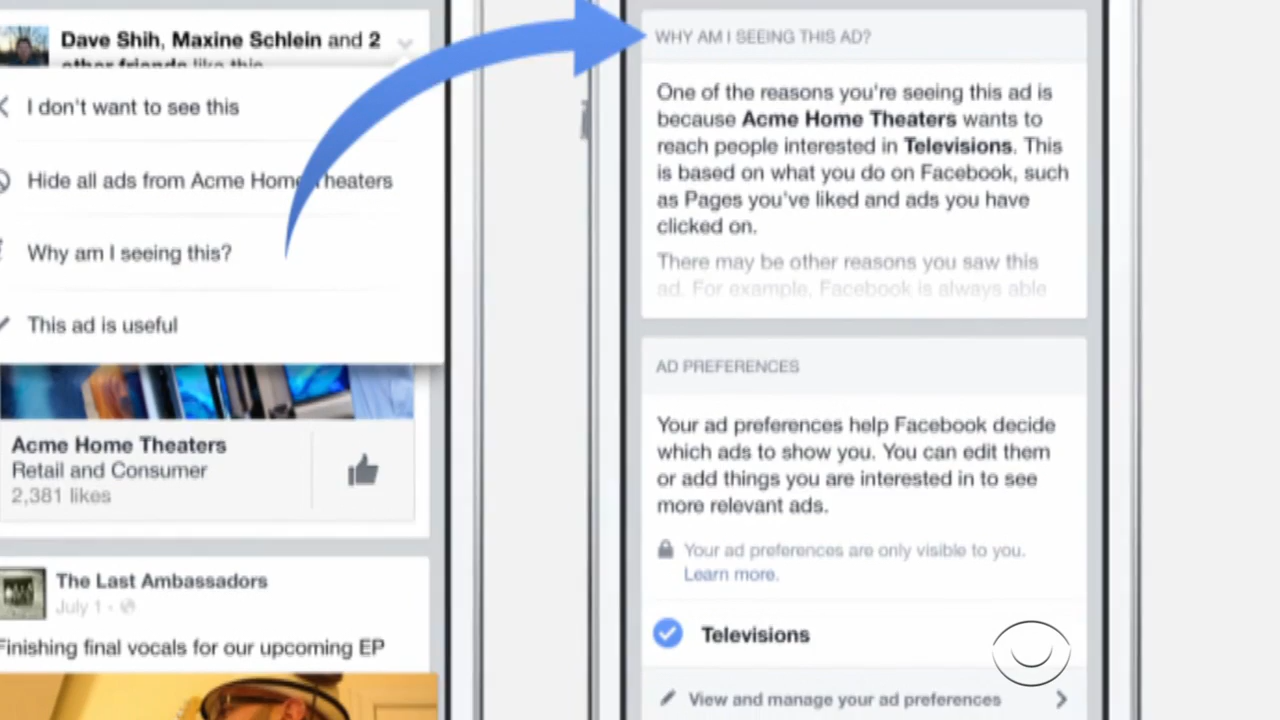 Dave Shih, Maxine Schlein and 2
other friends like this
I don't want to see this
Hide all ads from Acme Home Theaters
Why am I seeing this?
This ad is useful
Acme Home Theaters
Retail and Consumer
2,381 likes
The Last Ambassadors
July 1 ·
Finishing final vocals for our upcoming EP
WHY AM I SEEING THIS AD?
One of the reasons you're seeing this ad is
because Acme Home Theaters wants to
reach people interested in Televisions. This
is based on what you do on Facebook, such
as Pages you've liked and ads you have
clicked on.
There may be other reasons you saw this
ad. For example, Facebook is always able
AD PREFERENCES
Your ad preferences help Facebook decide
which ads to show you. You can edit them
or add things you are interested in to see
more relevant ads.
Your ad preferences are only visible to you.
Learn more.
Televisions
View and manage your ad preferences